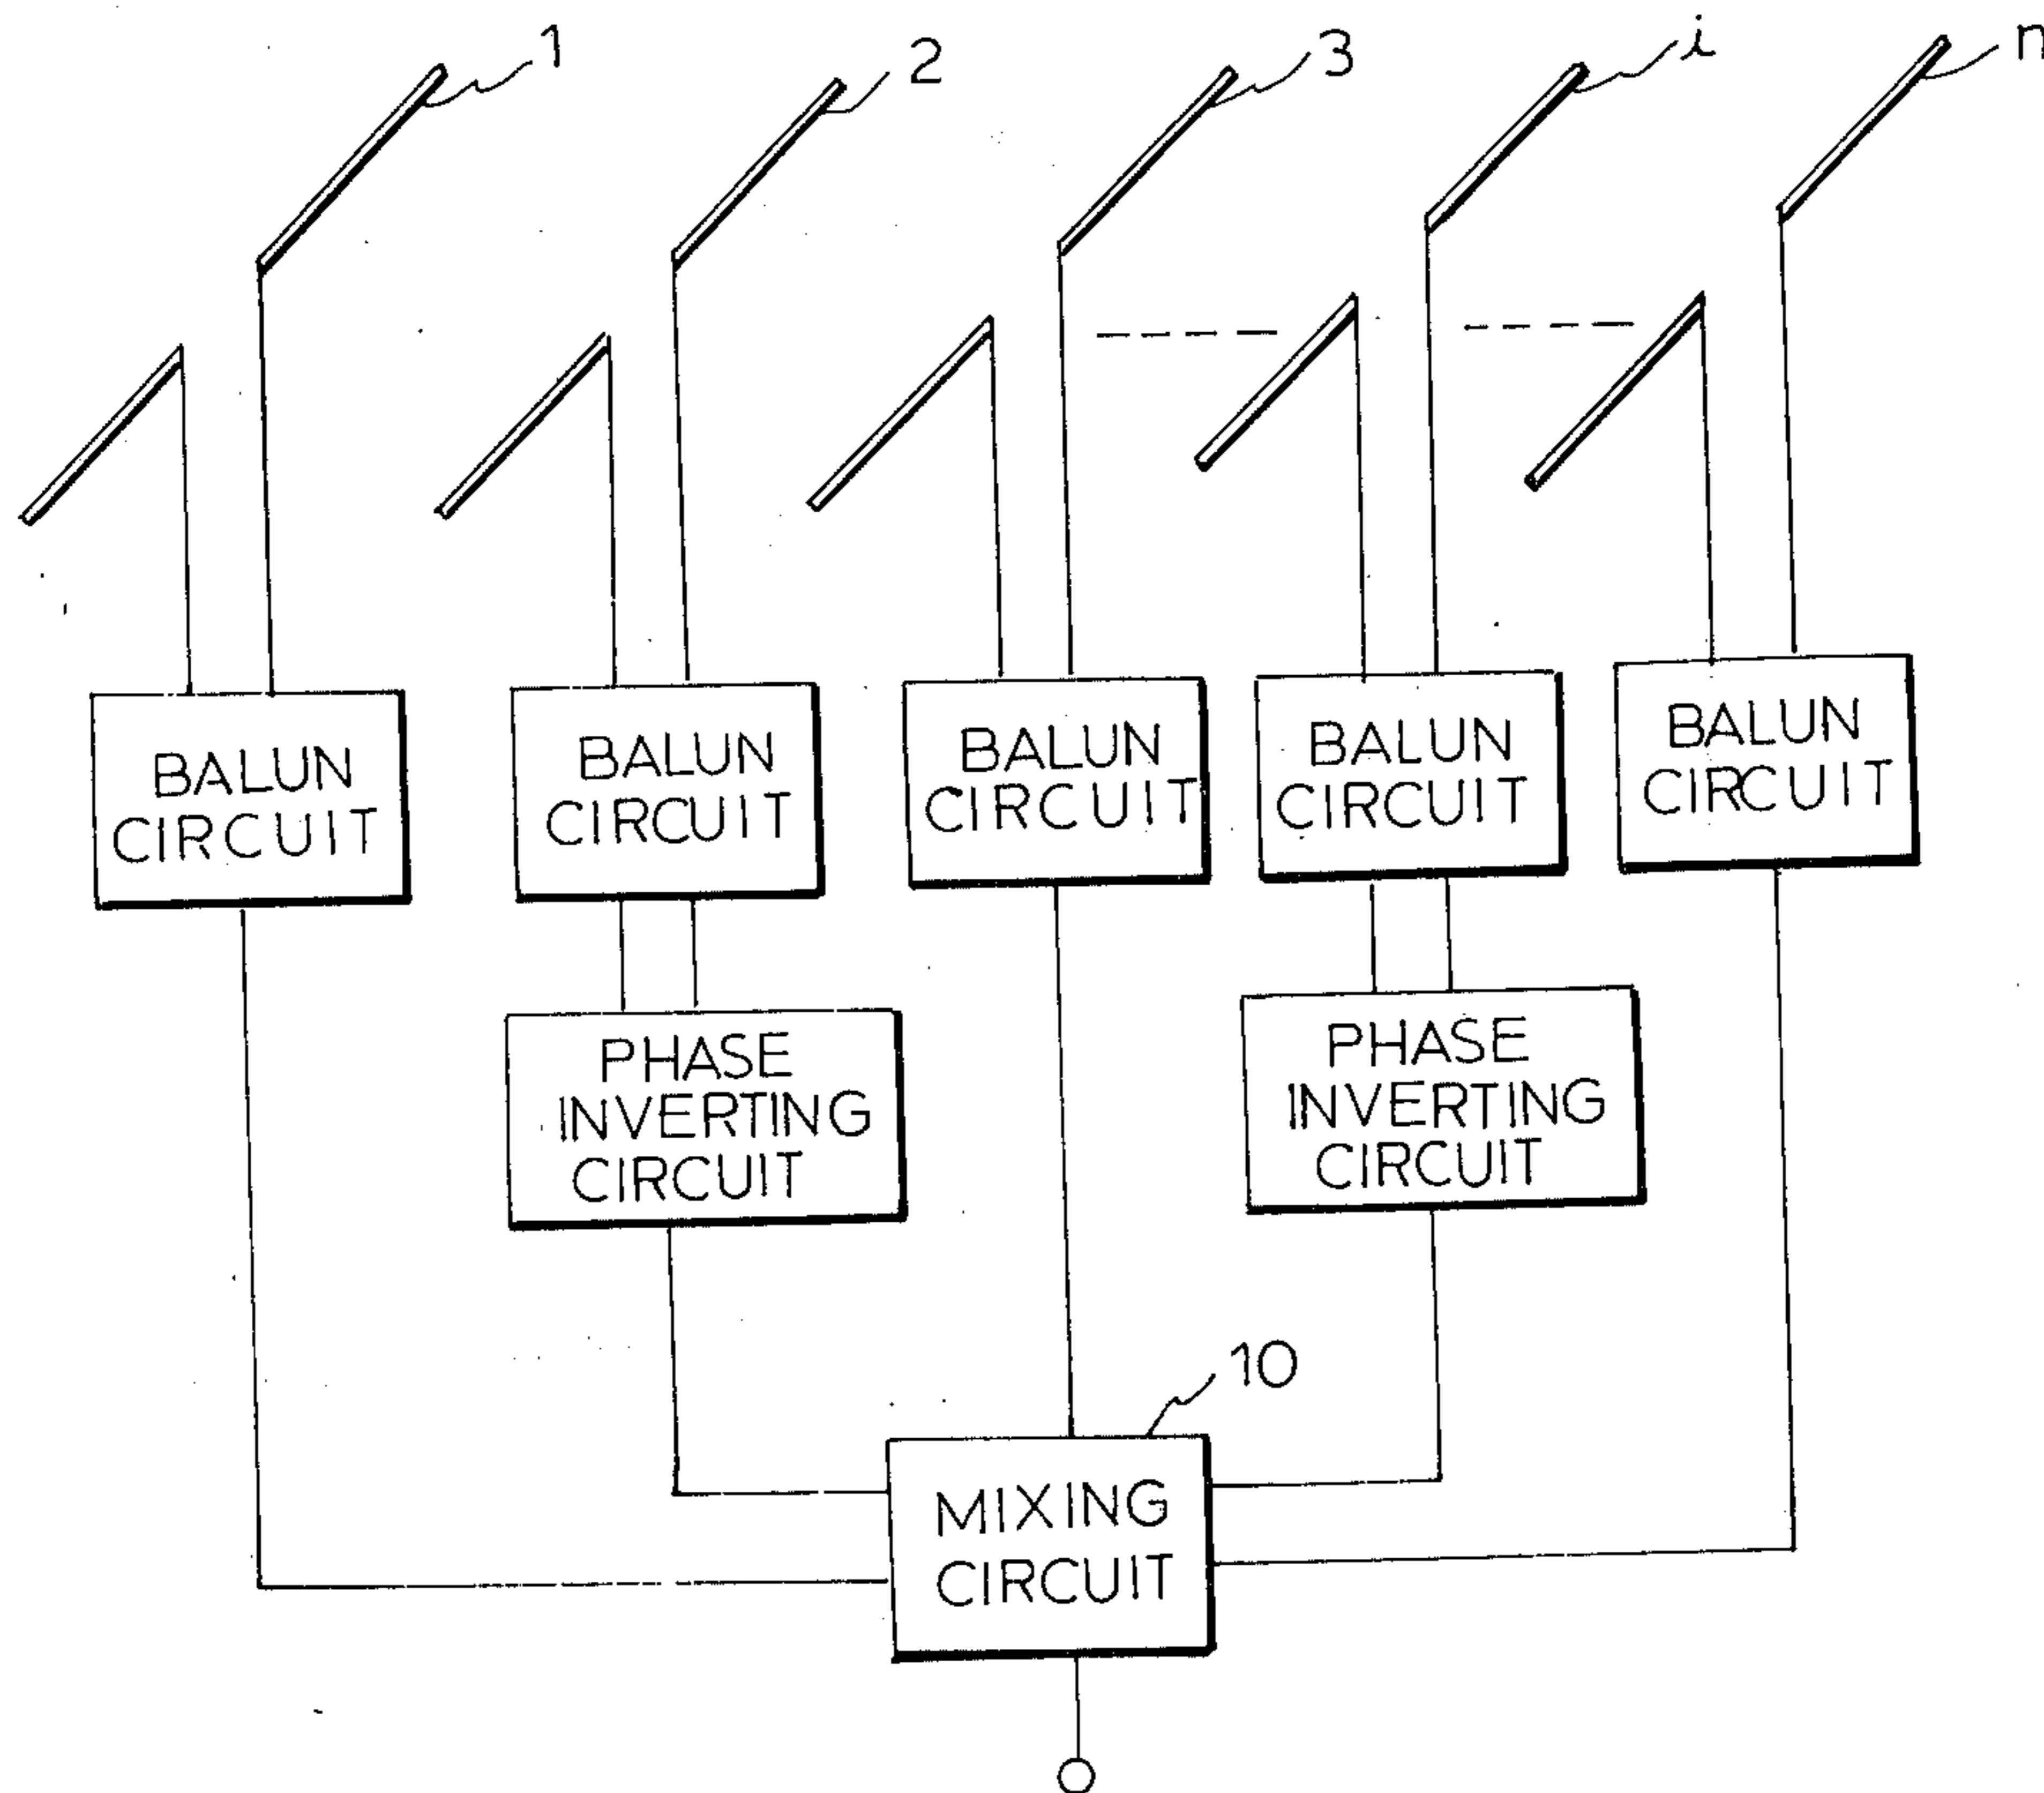 1
2
3
i
n
BALUN
CIRCUIT
BALUN
CIRCUIT
BALUN
CIRCUIT
BALUN
CIRCUIT
BALUN
CIRCUIT
PHASE
INVERTING
CIRCUIT
PHASE
INVERTING
CIRCUIT
10
MIXING
CIRCUIT